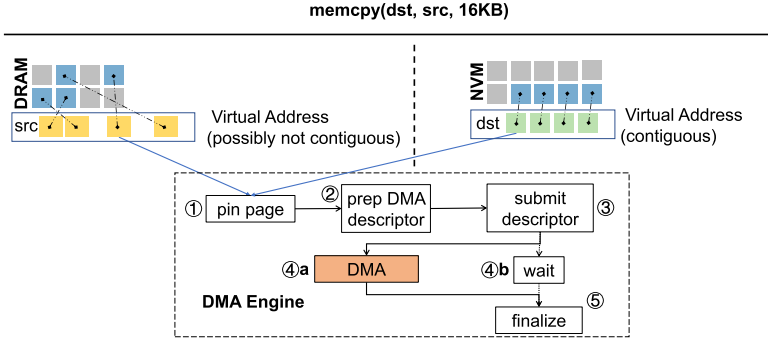 memcpy(dst, src, 16KB)
DRAM
src
Virtual Address
(possibly not contiguous)
NVM
dst
Virtual Address
(contiguous)
① pin page
② prep DMA
descriptor
submit
descriptor ③
④a DMA
④b wait
DMA Engine
⑤
finalize